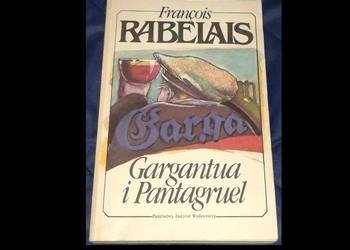 François
RABELAIS
Garga
Gargantua
i Pantagruel
Państwowy Instytut Wydawniczy